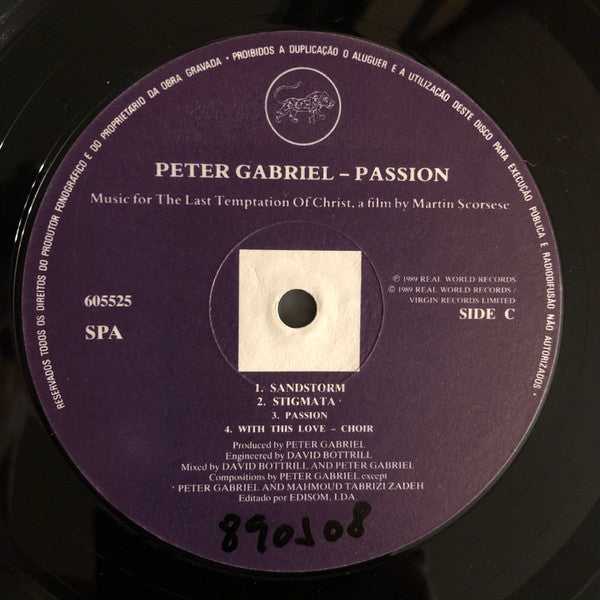 RESERVADOS TODOS OS DIREITOS DO PRODUTOR FONOGRÁFICO E DO PROPRIETÁRIO DA OBRA GRAVADA • PROIBIDOS A DUPLICAÇÃO O ALUGUER E A UTILIZAÇÃO DESTE DISCO PARA EXECUÇÃO PÚBLICA E RADIODIFUSÃO NÃO AUTORIZADOS •
PETER GABRIEL – PASSION
Music for The Last Temptation Of Christ, a film by Martin Scorsese
605525
SPA
℗ 1989 REAL WORLD RECORDS
© 1989 REAL WORLD RECORDS /
VIRGIN RECORDS LIMITED
SIDE C
1. SANDSTORM
2. STIGMATA *
3. PASSION
4. WITH THIS LOVE – CHOIR
Produced by PETER GABRIEL
Engineered by DAVID BOTTRILL
Mixed by DAVID BOTTRILL AND PETER GABRIEL
Compositions by PETER GABRIEL except
* PETER GABRIEL AND MAHMOUD TABRIZI ZADEH
Editado por EDISOM, LDA.
890108